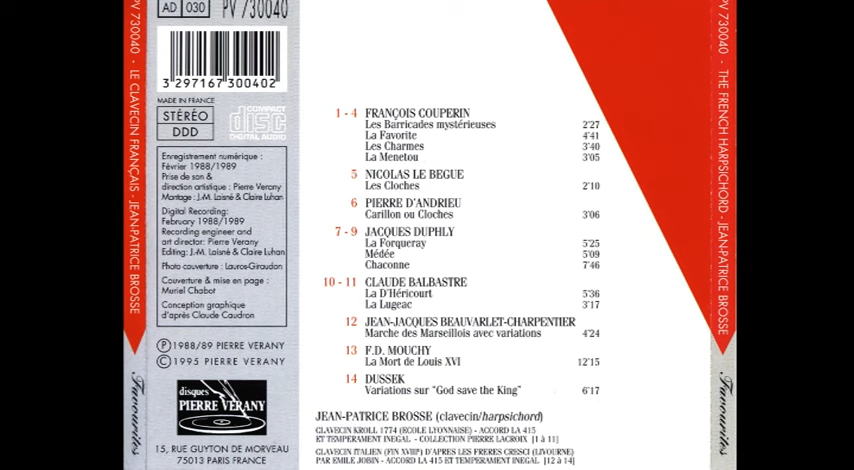 AD 030 PV 730040
3 297167 300402
MADE IN FRANCE
STÉRÉO
DDD
COMPACT
disc
DIGITAL AUDIO
Enregistrement numérique :
Février 1988/1989
Prise de son &
direction artistique : Pierre Verany
Montage : J.-M. Laisné & Claire Luhan
Digital Recording:
February 1988/1989
Recording engineer and
art director: Pierre Verany
Editing: J.-M. Laisné & Claire Luhan
Photo couverture : Lauros-Giraudon
Couverture & mise en page :
Muriel Chabot
Conception graphique
d'après Claude Caudron
Ⓟ1988/89 PIERRE VERANY
©1995 PIERRE VERANY
disques
PIERRE VERANY
15, RUE GUYTON DE MORVEAU
75013 PARIS FRANCE
PV 730040 · LE CLAVECIN FRANÇAIS - JEAN-PATRICE BROSSE
Favourites
1 - 4 FRANÇOIS COUPERIN
Les Barricades mystérieuses 2'27
La Favorite 4'41
Les Charmes 3'40
La Menetou 3'05
5 NICOLAS LE BEGUE
Les Cloches 2'10
6 PIERRE D'ANDRIEU
Carillon ou Cloches 3'06
7 - 9 JACQUES DUPHLY
La Forqueray 5'25
Médée 5'09
Chaconne 7'46
10 - 11 CLAUDE BALBASTRE
La D'Héricourt 5'36
La Lugeac 3'17
12 JEAN-JACQUES BEAUVARLET-CHARPENTIER
Marche des Marseillois avec variations 4'24
13 F.D. MOUCHY
La Mort de Louis XVI 12'15
14 DUSSEK
Variations sur "God save the King" 6'17
JEAN-PATRICE BROSSE (clavecin/harpsichord)
CLAVECIN KROLL 1774 (ECOLE LYONNAISE) - ACCORD LA 415
ET TEMPERAMENT INEGAL - COLLECTION PIERRE LACROIX [1 à 11]
CLAVECIN ITALIEN (FIN XVIIIº) D'APRES LES FRERES CRESCI (LIVOURNE)
PAR EMILE JOBIN - ACCORD LA 415 ET TEMPERAMENT INEGAL [12 à 14]
PV 730040 · THE FRENCH HARPSICHORD - JEAN-PATRICE BROSSE
Favourites